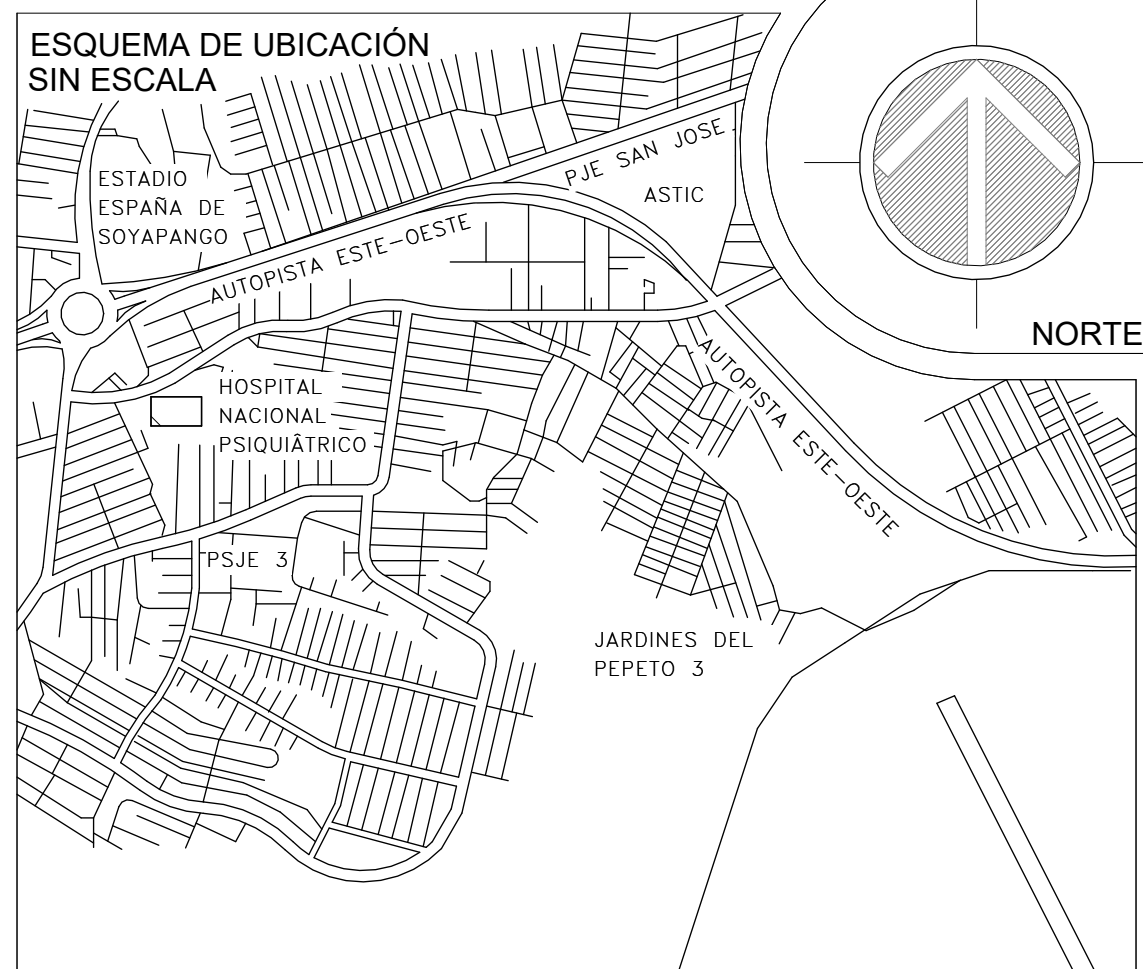 ESQUEMA DE UBICACIÓN
SIN ESCALA
PJE SAN JOSE
ASTIC
ESTADIO
ESPAÑA DE
SOYAPANGO
AUTOPISTA ESTE-OESTE
NORTE
HOSPITAL
NACIONAL
PSIQUIÂTRICO
AUTOPISTA ESTE-OESTE
PSJE 3
JARDINES DEL
PEPETO 3